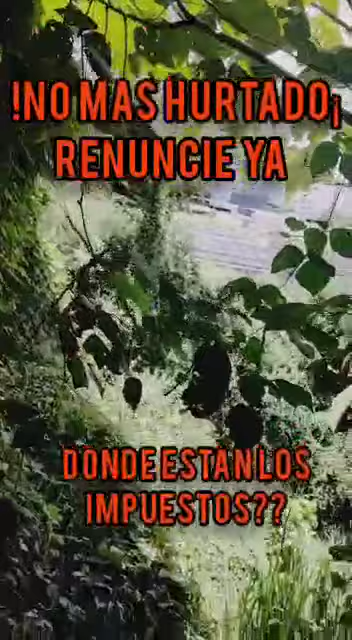 !NO MAS HURTADO¡
RENUNCIE YA
DONDE ESTAN LOS
IMPUESTOS??